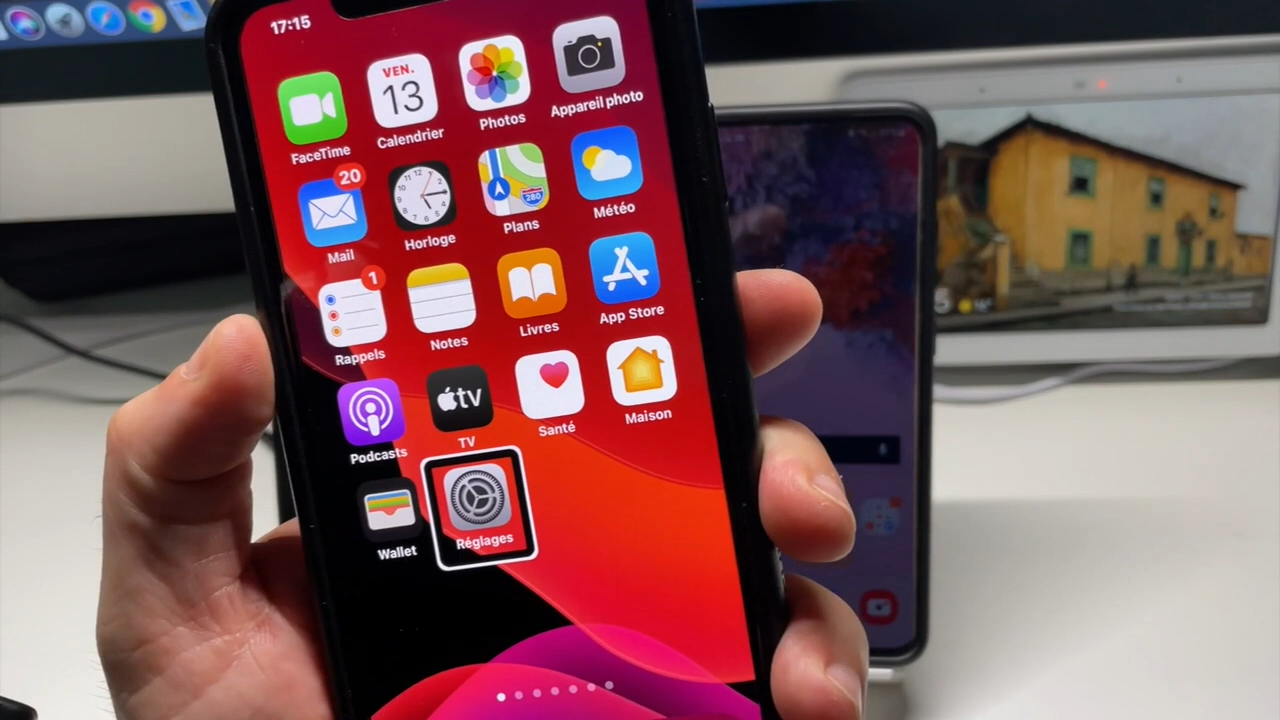 17:15
FaceTime
VEN.
13
Calendrier
Photos
Appareil photo
20
Mail
12
Horloge
280
Plans
Météo
1
Rappels
Notes
Livres
App Store
Podcasts
tv
TV
Santé
Maison
Wallet
Réglages